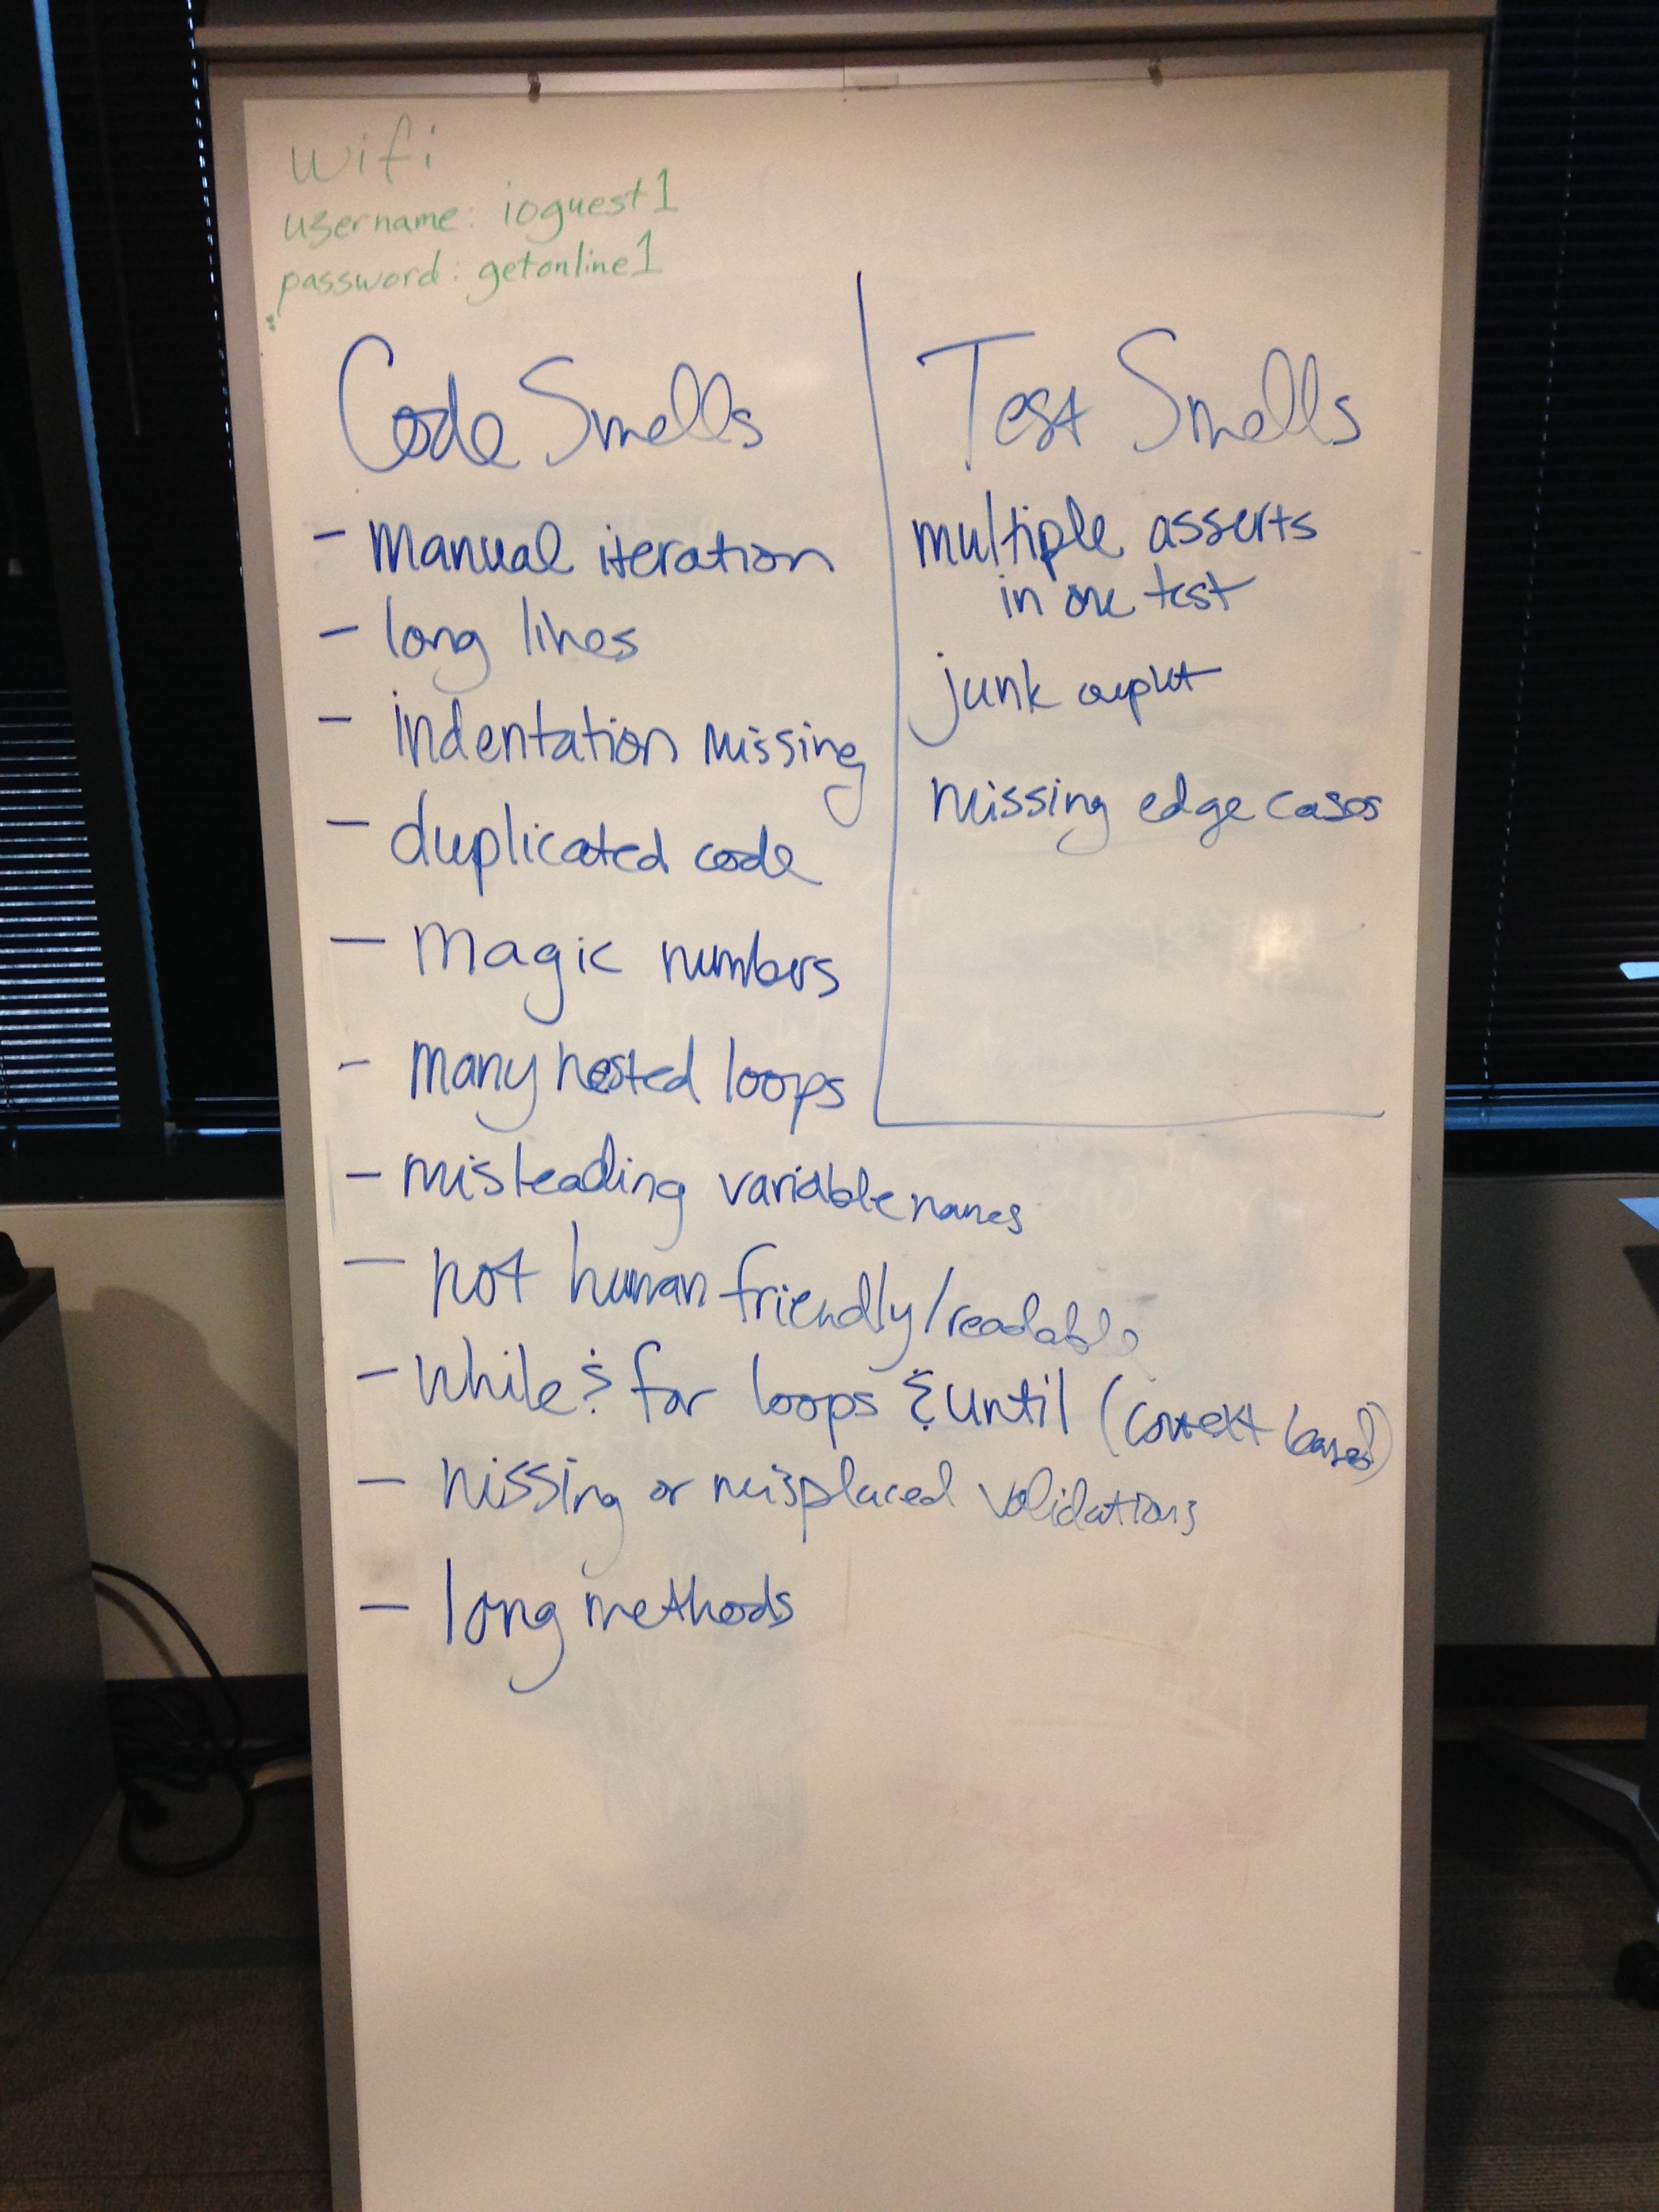 wifi
username: ioguest1
password: getonline1
Code Smells
- manual iteration
- long lines
- indentation missing
- duplicated code
- magic numbers
- many nested loops
- misleading variable names
- not human friendly/readable
- while & for loops & until (context based)
- missing or misplaced validations
- long methods
Test Smells
multiple asserts
in one test
junk ouput
missing edge cases